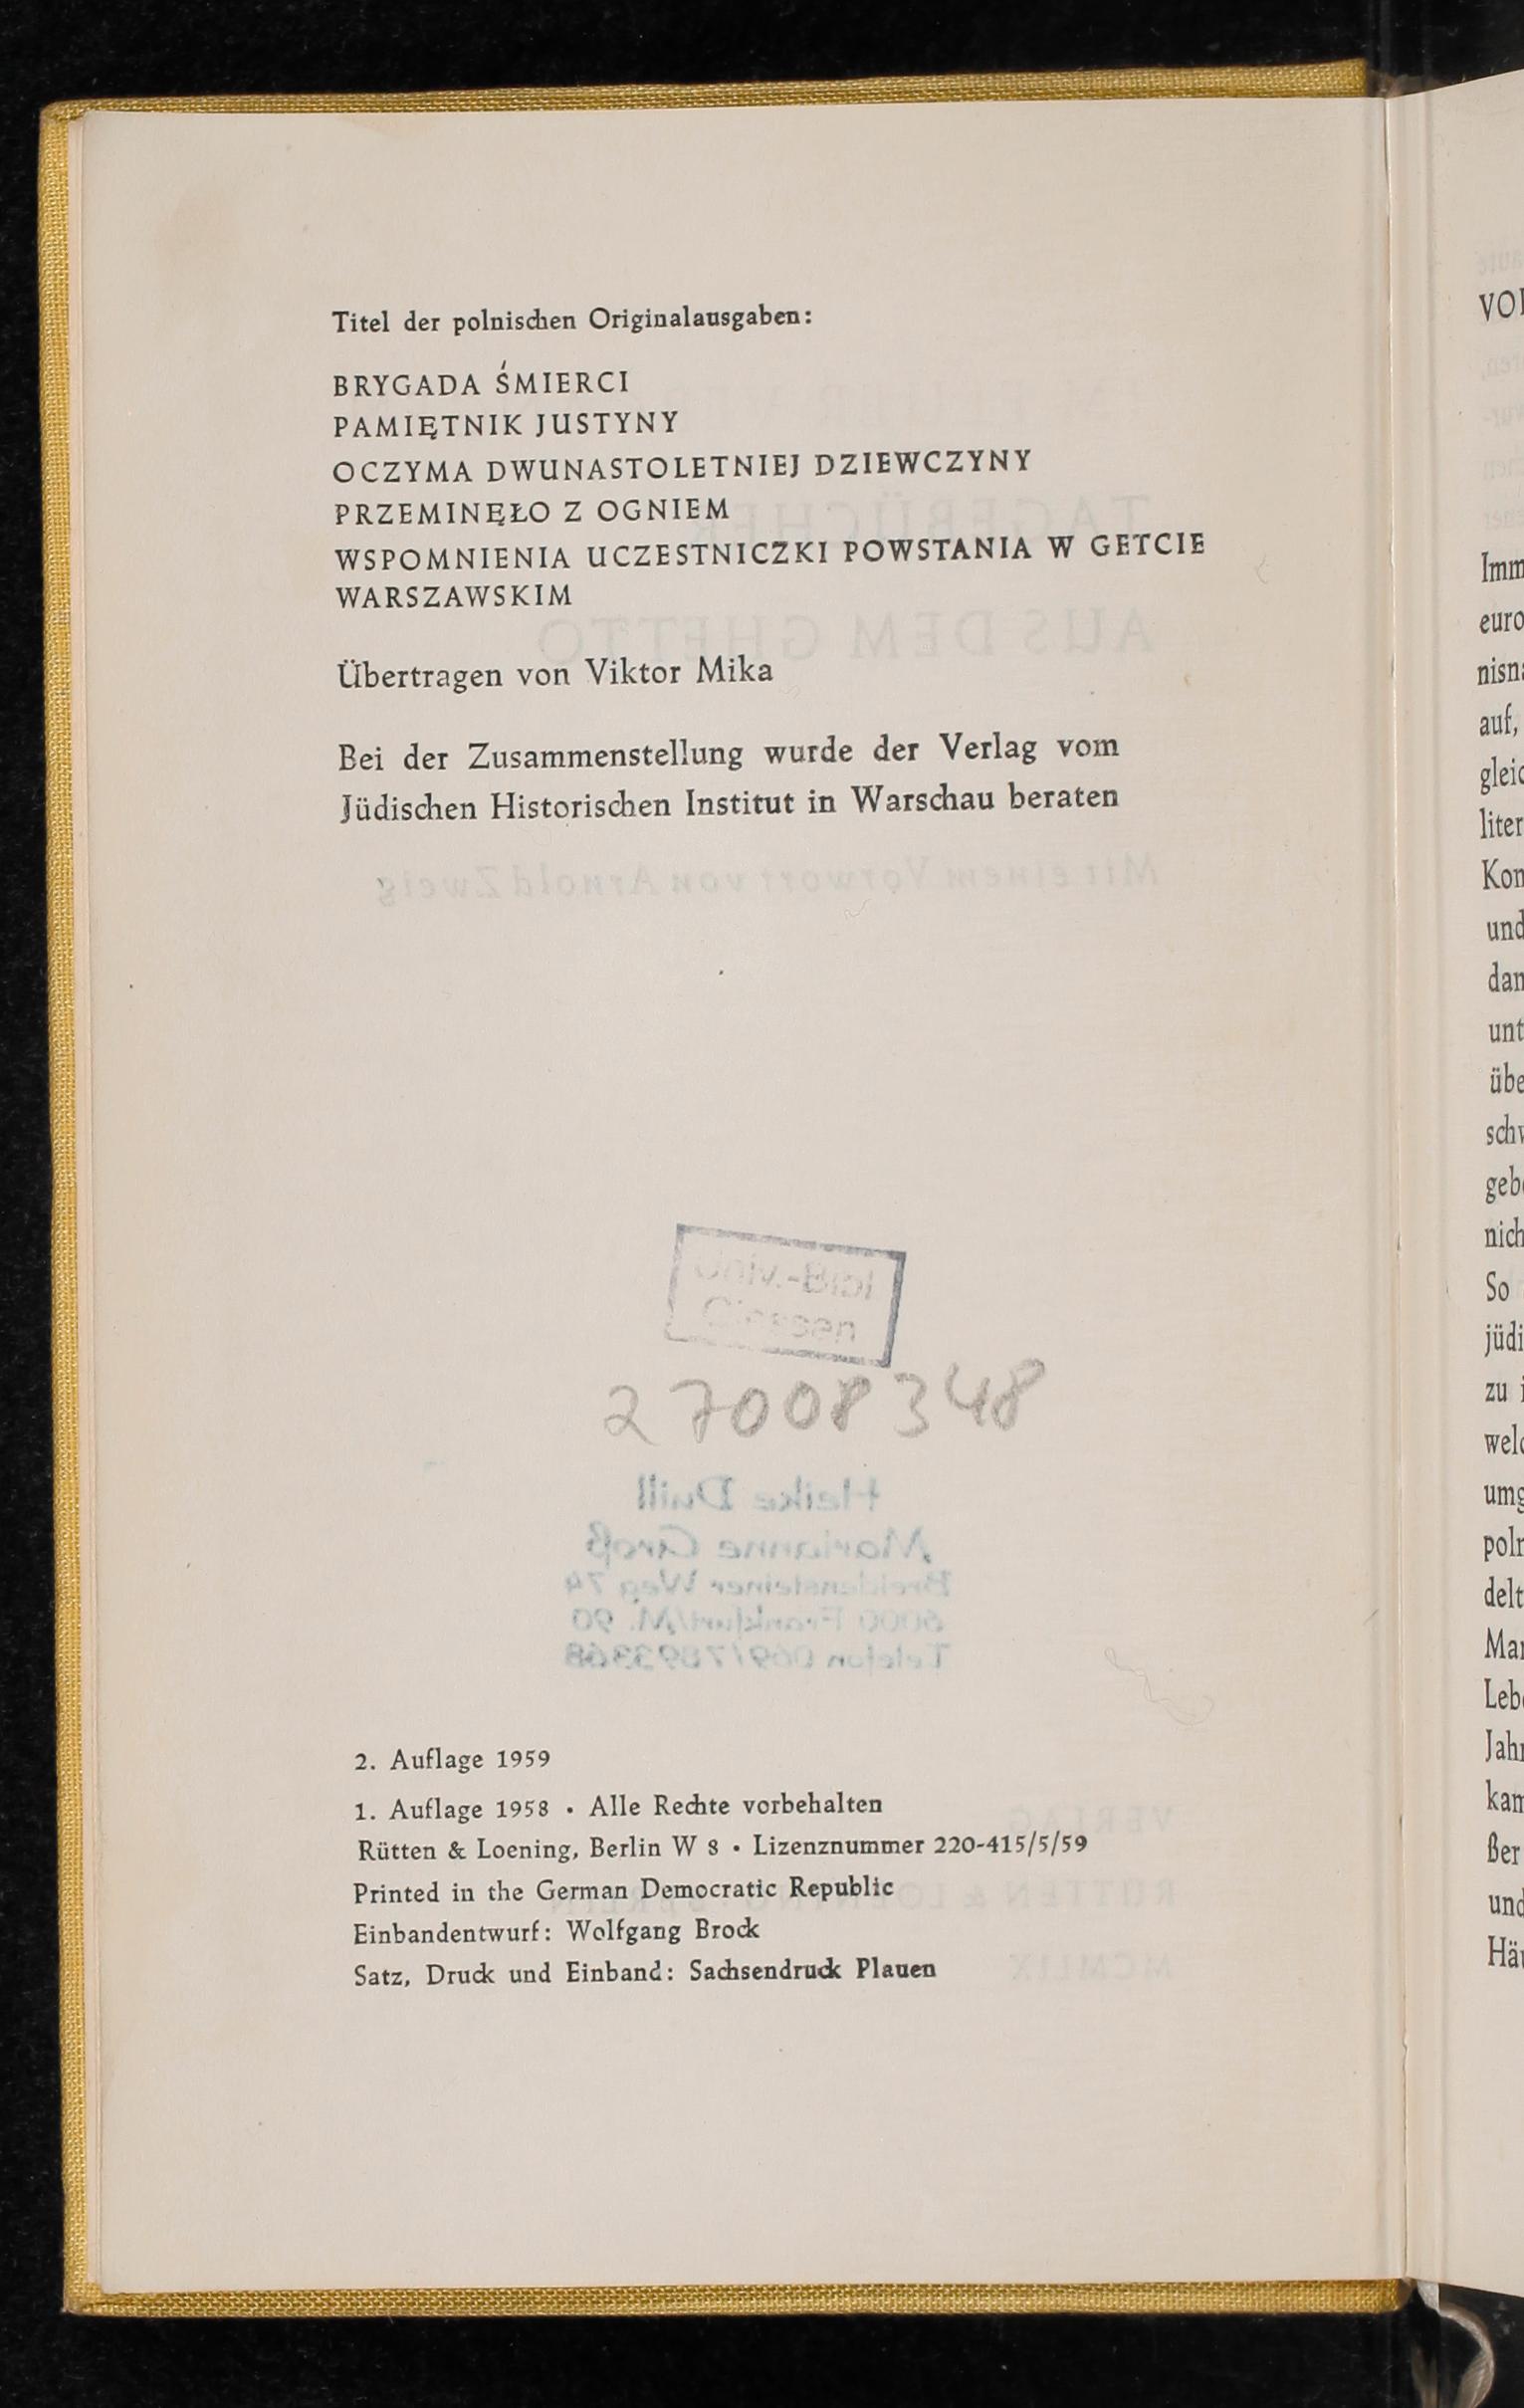 Titel der polnischen Originalausgaben:
BRYGADA ŚMIERCI
PAMIĘTNIK JUSTYNY
OCZYMA DWUNASTOLETNIEJ DZIEWCZYNY
PRZEMINĘŁO Z OGNIEM
WSPOMNIENIA UCZESTNICZKI POWSTANIA W GETCIE
WARSZAWSKIM
Übertragen von Viktor Mika
Bei der Zusammenstellung wurde der Verlag vom
Jüdischen Historischen Institut in Warschau beraten
Univ.-Bibl
Giessen
27008348
2. Auflage 1959
1. Auflage 1958 • Alle Rechte vorbehalten
Rütten & Loening, Berlin W 8 • Lizenznummer 220-415/5/59
Printed in the German Democratic Republic
Einbandentwurf: Wolfgang Brock
Satz, Druck und Einband: Sachsendruck Plauen